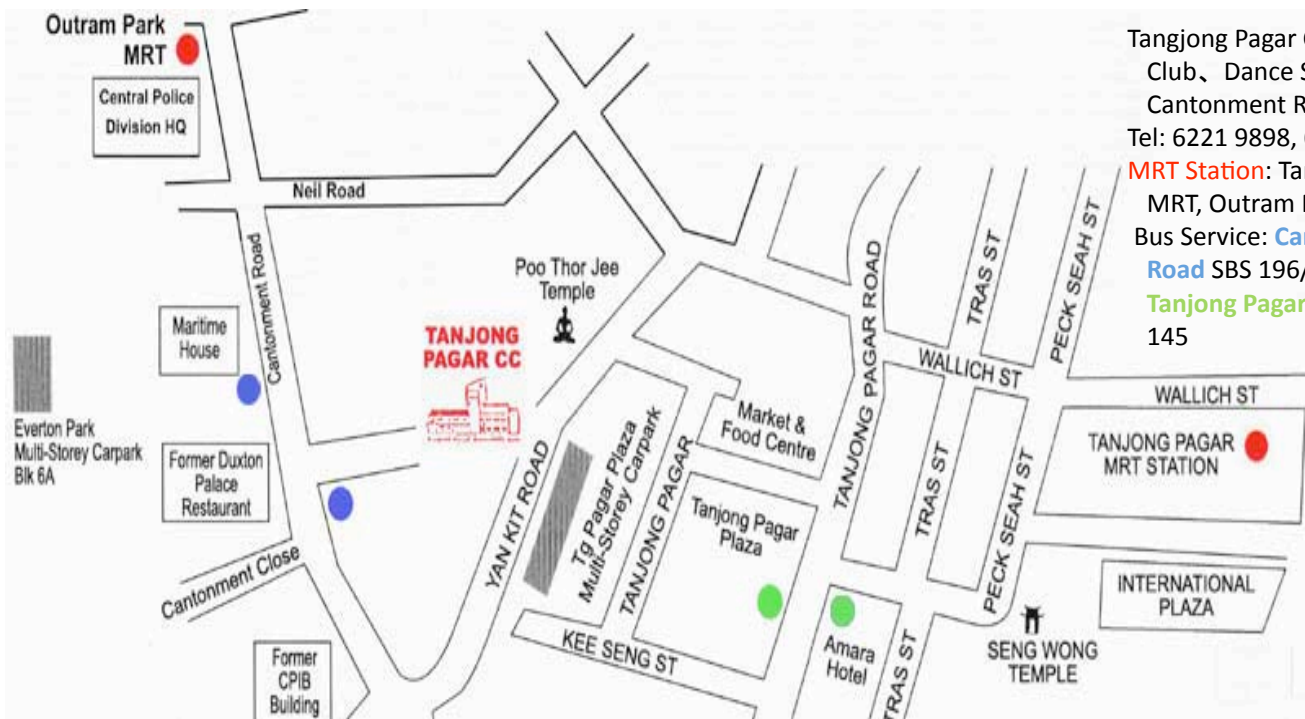 Outram Park
MRT
Central Police
Division HQ
Neil Road
Cantonment Road
Maritime
House
Everton Park
Multi-Storey Carpark
Blk 6A
Former Duxton
Palace
Restaurant
Cantonment Close
Former
CPIB
Building
TANJONG
PAGAR CC
Poo Thor Jee
Temple
YAN KIT ROAD
Tg Pagar Plaza
Multi-Storey Carpark
TANJONG PAGAR
KEE SENG ST
Market &
Food Centre
Tanjong Pagar
Plaza
TANJONG PAGAR ROAD
Amara
Hotel
TRAS ST
TRAS ST
TRAS ST
WALLICH ST
PECK SEAH ST
PECK SEAH ST
WALLICH ST
TANJONG PAGAR
MRT STATION
INTERNATIONAL
PLAZA
SENG WONG
TEMPLE
Tangjong Pagar
Club、Dance
Cantonment
Tel: 6221 9898,
MRT Station:
MRT, Outram
Bus Service:
Road SBS 196/
Tanjong Pagar
145